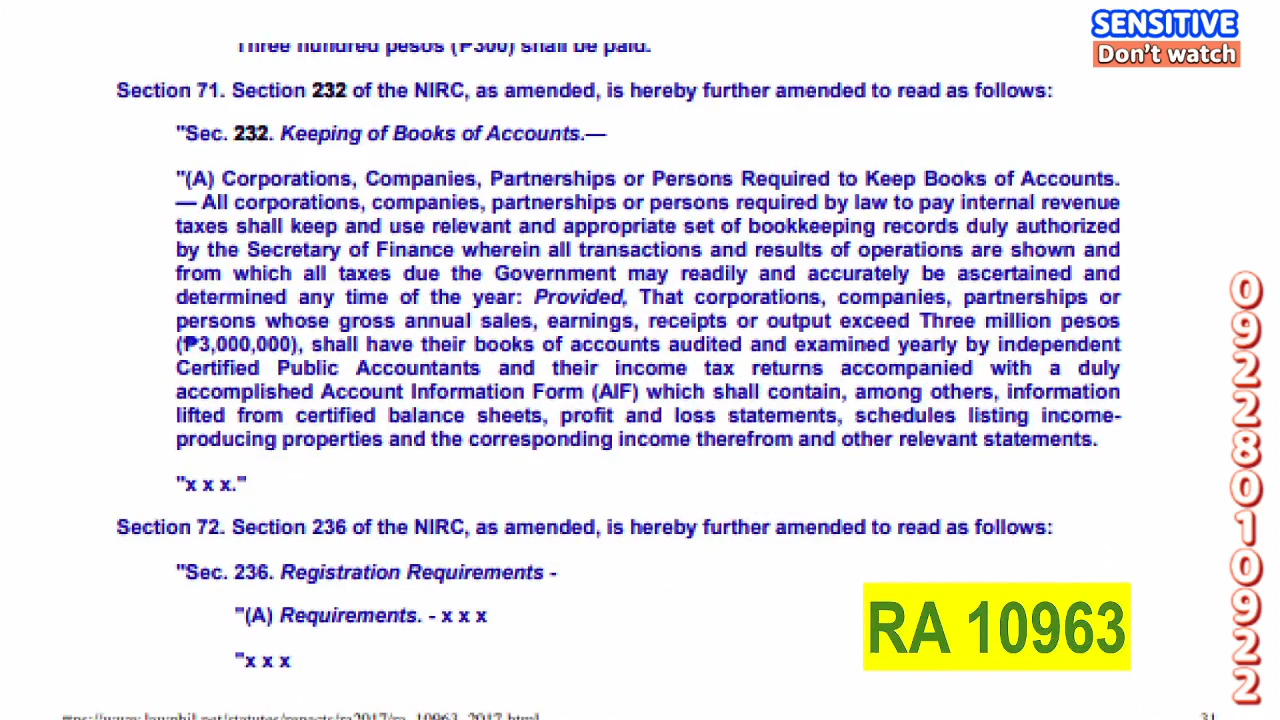 SENSITIVE
Don't watch
Three hundred pesos (₱300) shall be paid.
Section 71. Section 232 of the NIRC, as amended, is hereby further amended to read as follows:
"Sec. 232. Keeping of Books of Accounts.—
"(A) Corporations, Companies, Partnerships or Persons Required to Keep Books of Accounts.
— All corporations, companies, partnerships or persons required by law to pay internal revenue
taxes shall keep and use relevant and appropriate set of bookkeeping records duly authorized
by the Secretary of Finance wherein all transactions and results of operations are shown and
from which all taxes due the Government may readily and accurately be ascertained and
determined any time of the year: Provided, That corporations, companies, partnerships or
persons whose gross annual sales, earnings, receipts or output exceed Three million pesos
(₱3,000,000), shall have their books of accounts audited and examined yearly by independent
Certified Public Accountants and their income tax returns accompanied with a duly
accomplished Account Information Form (AIF) which shall contain, among others, information
lifted from certified balance sheets, profit and loss statements, schedules listing income-
producing properties and the corresponding income therefrom and other relevant statements.
"x x x."
Section 72. Section 236 of the NIRC, as amended, is hereby further amended to read as follows:
"Sec. 236. Registration Requirements -
"(A) Requirements. - x x x
"x x x
RA 10963
09228010922
31